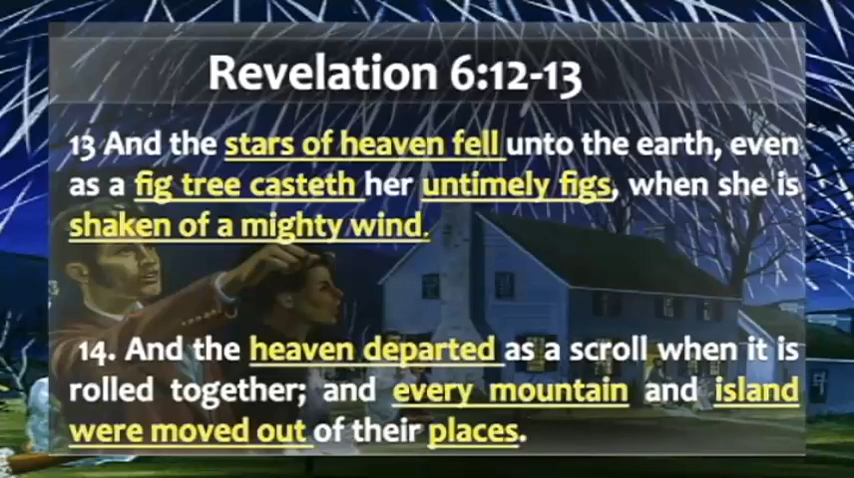 Revelation 6:12-13
13 And the stars of heaven fell unto the earth, even
as a fig tree casteth her untimely figs, when she is
shaken of a mighty wind.
14. And the heaven departed as a scroll when it is
rolled together; and every mountain and island
were moved out of their places.